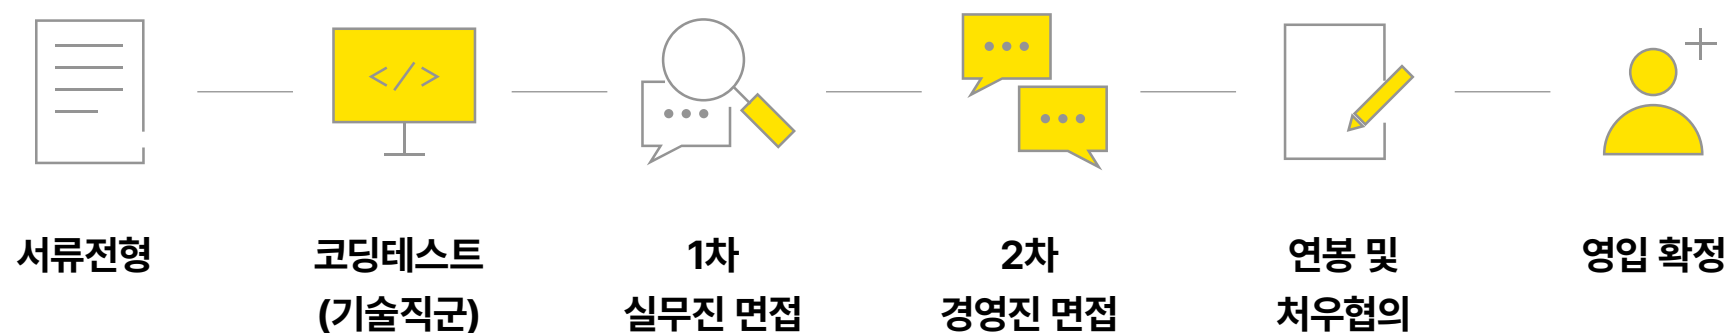 </>
서류전형
코딩테스트
(기술직군)
1차
실무진 면접
2차
경영진 면접
연봉 및
처우협의
영입 확정